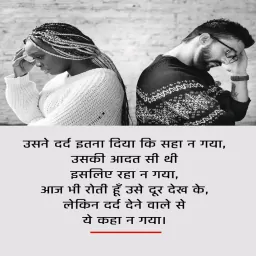 उसने दर्द इतना दिया कि सहा न गया,
उसकी आदत सी थी
इसलिए रहा न गया,
आज भी रोती हूँ उसे दूर देख के,
लेकिन दर्द देने वाले से
ये कहा न गया।